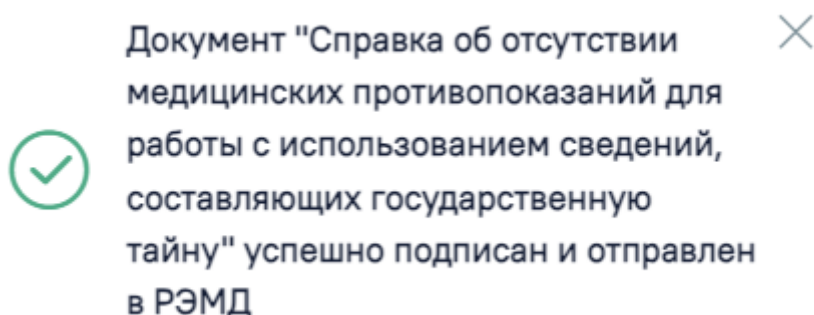 Документ "Справка об отсутствии
медицинских противопоказаний для
работы с использованием сведений,
составляющих государственную
тайну" успешно подписан и отправлен
в РЭМД